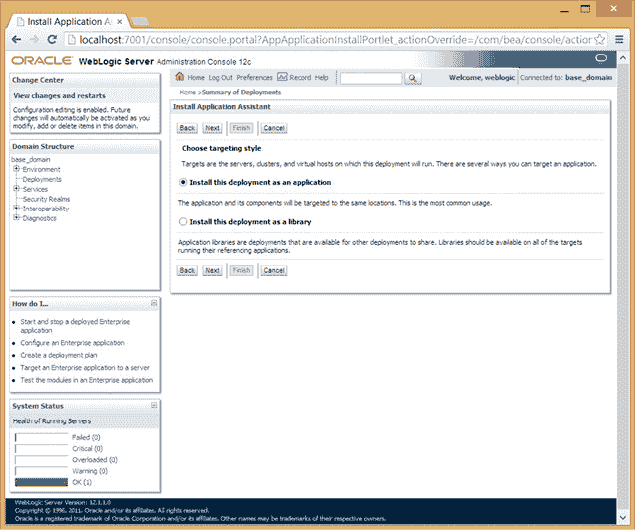 Install Application A
localhost:7001/console/console.portal?AppApplicationInstallPortlet_actionOverride=/com/bea/console/action
ORACLE WebLogic Server Administration Console 12c
Change Center
View changes and restarts
Configuration editing is enabled. Future
changes will automatically be activated as you
modify, add or delete items in this domain.
Domain Structure
base_domain
Environment
Deployments
Services
Security Realms
Interoperability
Diagnostics
How do I...
Start and stop a deployed Enterprise
application
Configure an Enterprise application
Create a deployment plan
Target an Enterprise application to a server
Test the modules in an Enterprise application
System Status
Health of Running Servers
Failed (0)
Critical (0)
Overloaded (0)
Warning (0)
OK (1)
Home Log Out Preferences Record Help
Welcome, weblogic Connected to: base_domain
Home >Summary of Deployments
Install Application Assistant
Back Next Finish Cancel
Choose targeting style
Targets are the servers, clusters, and virtual hosts on which this deployment will run. There are several ways you can target an application.
Install this deployment as an application
The application and its components will be targeted to the same locations. This is the most common usage.
Install this deployment as a library
Application libraries are deployments that are available for other deployments to share. Libraries should be available on all of the targets
running their referencing applications.
Back Next Finish Cancel
WebLogic Server Version: 12.1.1.0
Copyright © 1996, 2011, Oracle and/or its affiliates. All rights reserved.
Oracle is a registered trademark of Oracle Corporation and/or its affiliates. Other names may be trademarks of their respective owners.